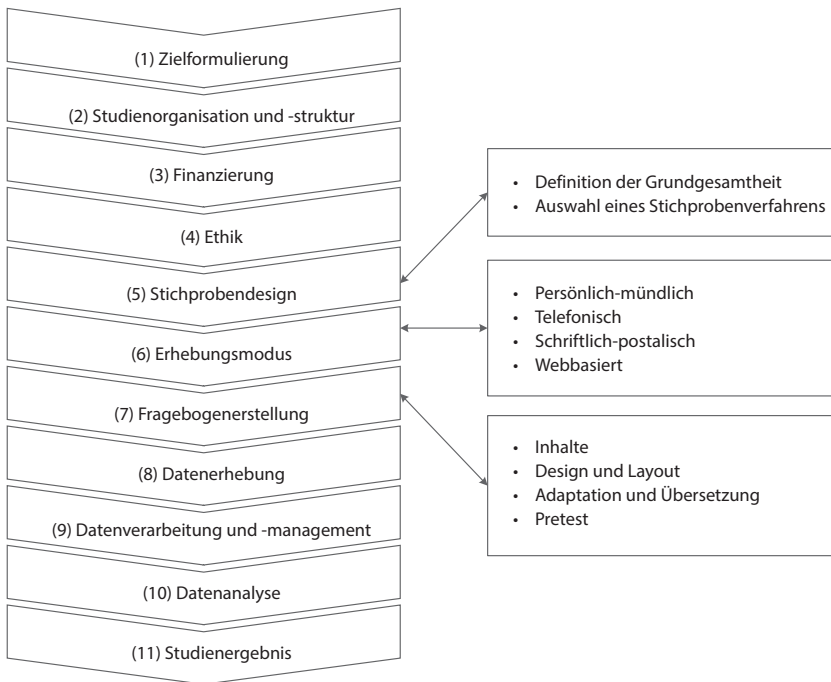 (1) Zielformulierung
(2) Studienorganisation und -struktur
(3) Finanzierung
(4) Ethik
(5) Stichprobendesign
(6) Erhebungsmodus
(7) Fragebogenerstellung
(8) Datenerhebung
(9) Datenverarbeitung und -management
(10) Datenanalyse
(11) Studienergebnis
• Definition der Grundgesamtheit
• Auswahl eines Stichprobenverfahrens
• Persönlich-mündlich
• Telefonisch
• Schriftlich-postalisch
• Webbasiert
• Inhalte
• Design und Layout
• Adaptation und Übersetzung
• Pretest